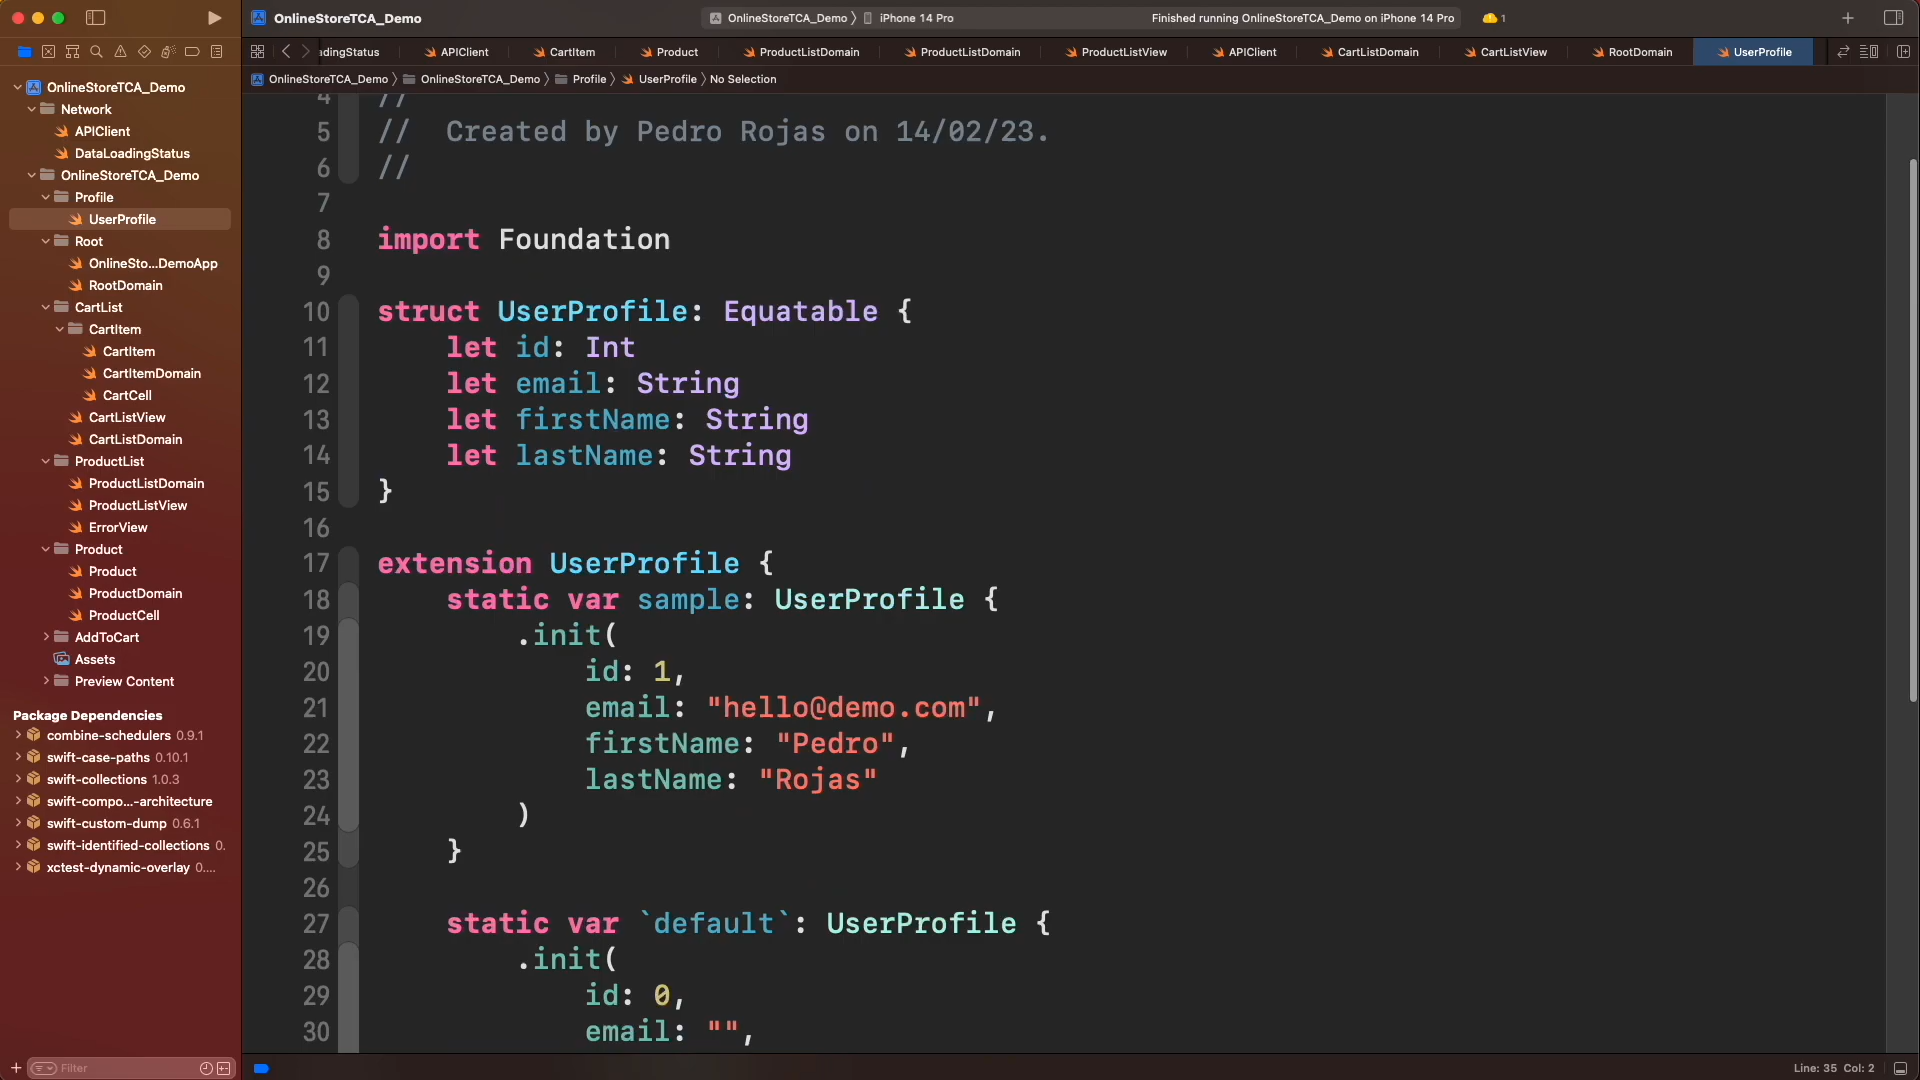 OnlineStoreTCA_Demo
OnlineStoreTCA_Demo 〉 iPhone 14 Pro
Finished running OnlineStoreTCA_Demo on iPhone 14 Pro
1
adingStatus
APIClient
CartItem
Product
ProductListDomain
ProductListDomain
ProductListView
APIClient
CartListDomain
CartListView
RootDomain
UserProfile
OnlineStoreTCA_Demo 〉 OnlineStoreTCA_Demo 〉 Profile 〉 UserProfile 〉 No Selection
OnlineStoreTCA_Demo
Network
APIClient
DataLoadingStatus
OnlineStoreTCA_Demo
Profile
UserProfile
Root
OnlineSto...DemoApp
RootDomain
CartList
CartItem
CartItem
CartItemDomain
CartCell
CartListView
CartListDomain
ProductList
ProductListDomain
ProductListView
ErrorView
Product
Product
ProductDomain
ProductCell
AddToCart
Assets
Preview Content
Package Dependencies
combine-schedulers 0.9.1
swift-case-paths 0.10.1
swift-collections 1.0.3
swift-compo...-architecture
swift-custom-dump 0.6.1
swift-identified-collections 0.
xctest-dynamic-overlay 0....
Filter
4 //
5 //  Created by Pedro Rojas on 14/02/23.
6 //
7
8 import Foundation
9
10 struct UserProfile: Equatable {
11     let id: Int
12     let email: String
13     let firstName: String
14     let lastName: String
15 }
16
17 extension UserProfile {
18     static var sample: UserProfile {
19         .init(
20             id: 1,
21             email: "hello@demo.com",
22             firstName: "Pedro",
23             lastName: "Rojas"
24         )
25     }
26
27     static var `default`: UserProfile {
28         .init(
29             id: 0,
30             email: "",
Line: 35 Col: 2